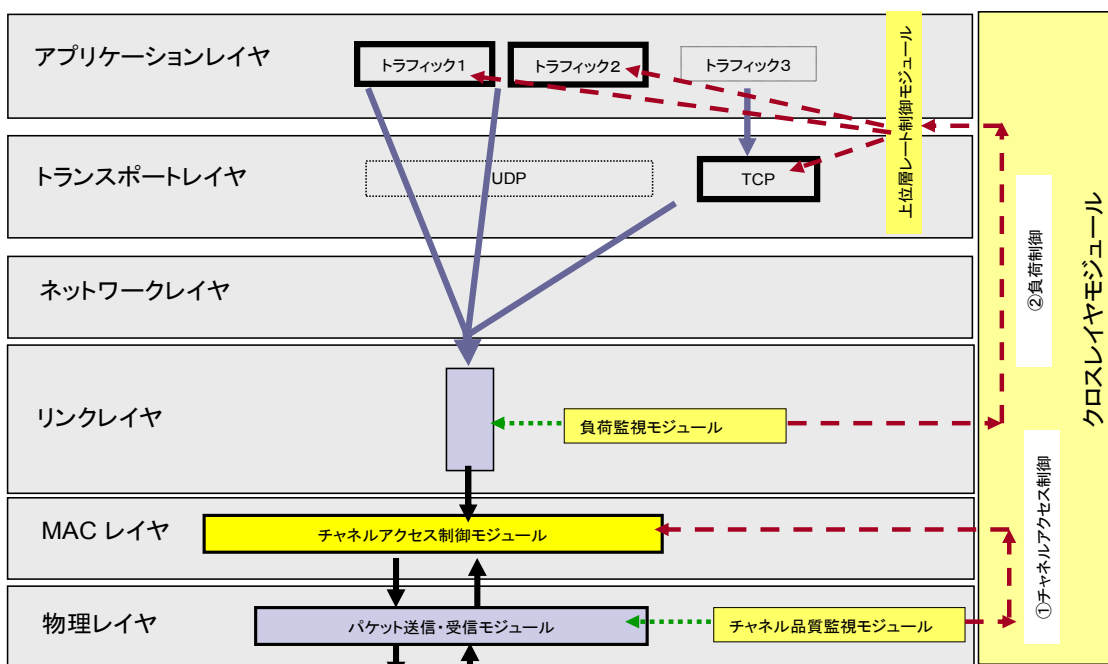 アプリケーションレイヤ
トラフィック1
トラフィック2
トラフィック3
上位層レート制御モジュール
トランスポートレイヤ
UDP
TCP
ネットワークレイヤ
②負荷制御
クロスレイヤモジュール
リンクレイヤ
負荷監視モジュール
①チャネルアクセス制御
MAC レイヤ
チャネルアクセス制御モジュール
物理レイヤ
パケット送信・受信モジュール
チャネル品質監視モジュール